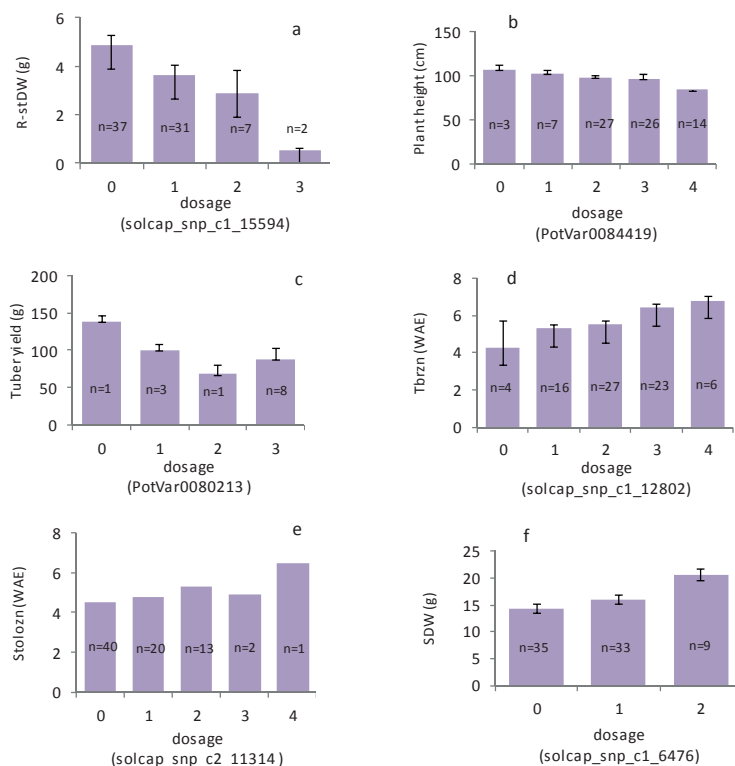 a
R-stDW (g)
6
4
2
0
n=37
n=31
n=7
n=2
0 1 2 3
dosage
(solcap_snp_c1_15594)
b
Plant height (cm)
150
100
50
0
n=3
n=7
n=27
n=26
n=14
0 1 2 3 4
dosage
(PotVar0084419)
c
Tuber yield (g)
200
150
100
50
0
n=1
n=3
n=1
n=8
0 1 2 3
dosage
(PotVar0080213)
d
Tbrzn (WAE)
8
6
4
2
0
n=4
n=16
n=27
n=23
n=6
0 1 2 3 4
dosage
(solcap_snp_c1_12802)
e
Stolozn (WAE)
8
6
4
2
0
n=40
n=20
n=13
n=2
n=1
0 1 2 3 4
dosage
(solcap_snp_c2_11314)
f
SDW (g)
25
20
15
10
5
0
n=35
n=33
n=9
0 1 2
dosage
(solcap_snp_c1_6476)